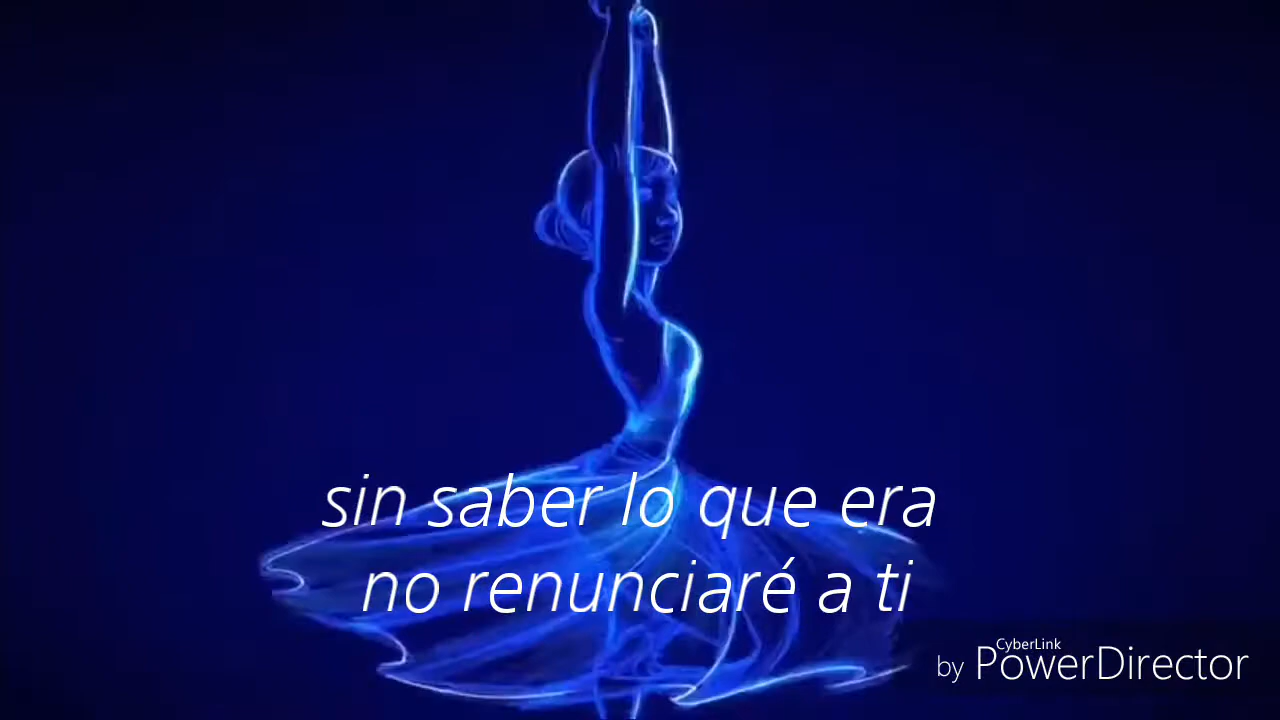 sin saber lo que era
no renunciaré a ti
CyberLink
by PowerDirector